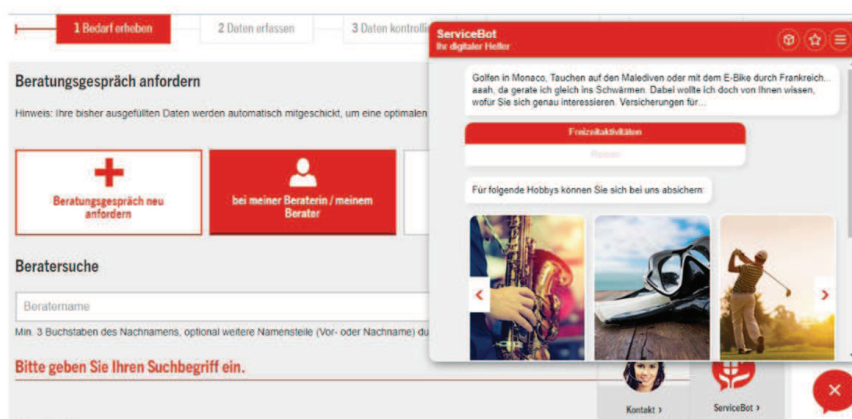 1 Bedarf erheben
2 Daten erfassen
3 Daten kontrolli
Beratungsgespräch anfordern
Hinweis: Ihre bisher ausgefüllten Daten werden automatisch mitgeschickt, um eine optimalen
Beratungsgespräch neu
anfordern
bei meiner Beraterin / meinem
Berater
Beratersuche
Beratername
Min. 3 Buchstaben des Nachnamens, optional weitere Namensteile (Vor- oder Nachname) du
Bitte geben Sie Ihren Suchbegriff ein.
ServiceBot
Ihr digitaler Helfer
Golfen in Monaco, Tauchen auf den Malediven oder mit dem E-Bike durch Frankreich...
aaah, da gerate ich gleich ins Schwärmen. Dabei wollte ich doch von Ihnen wissen,
wofür Sie sich genau interessieren. Versicherungen für...
Freizeitaktivitäten
Reisen
Für folgende Hobbys können Sie sich bei uns absichern
Kontakt >
ServiceBot >